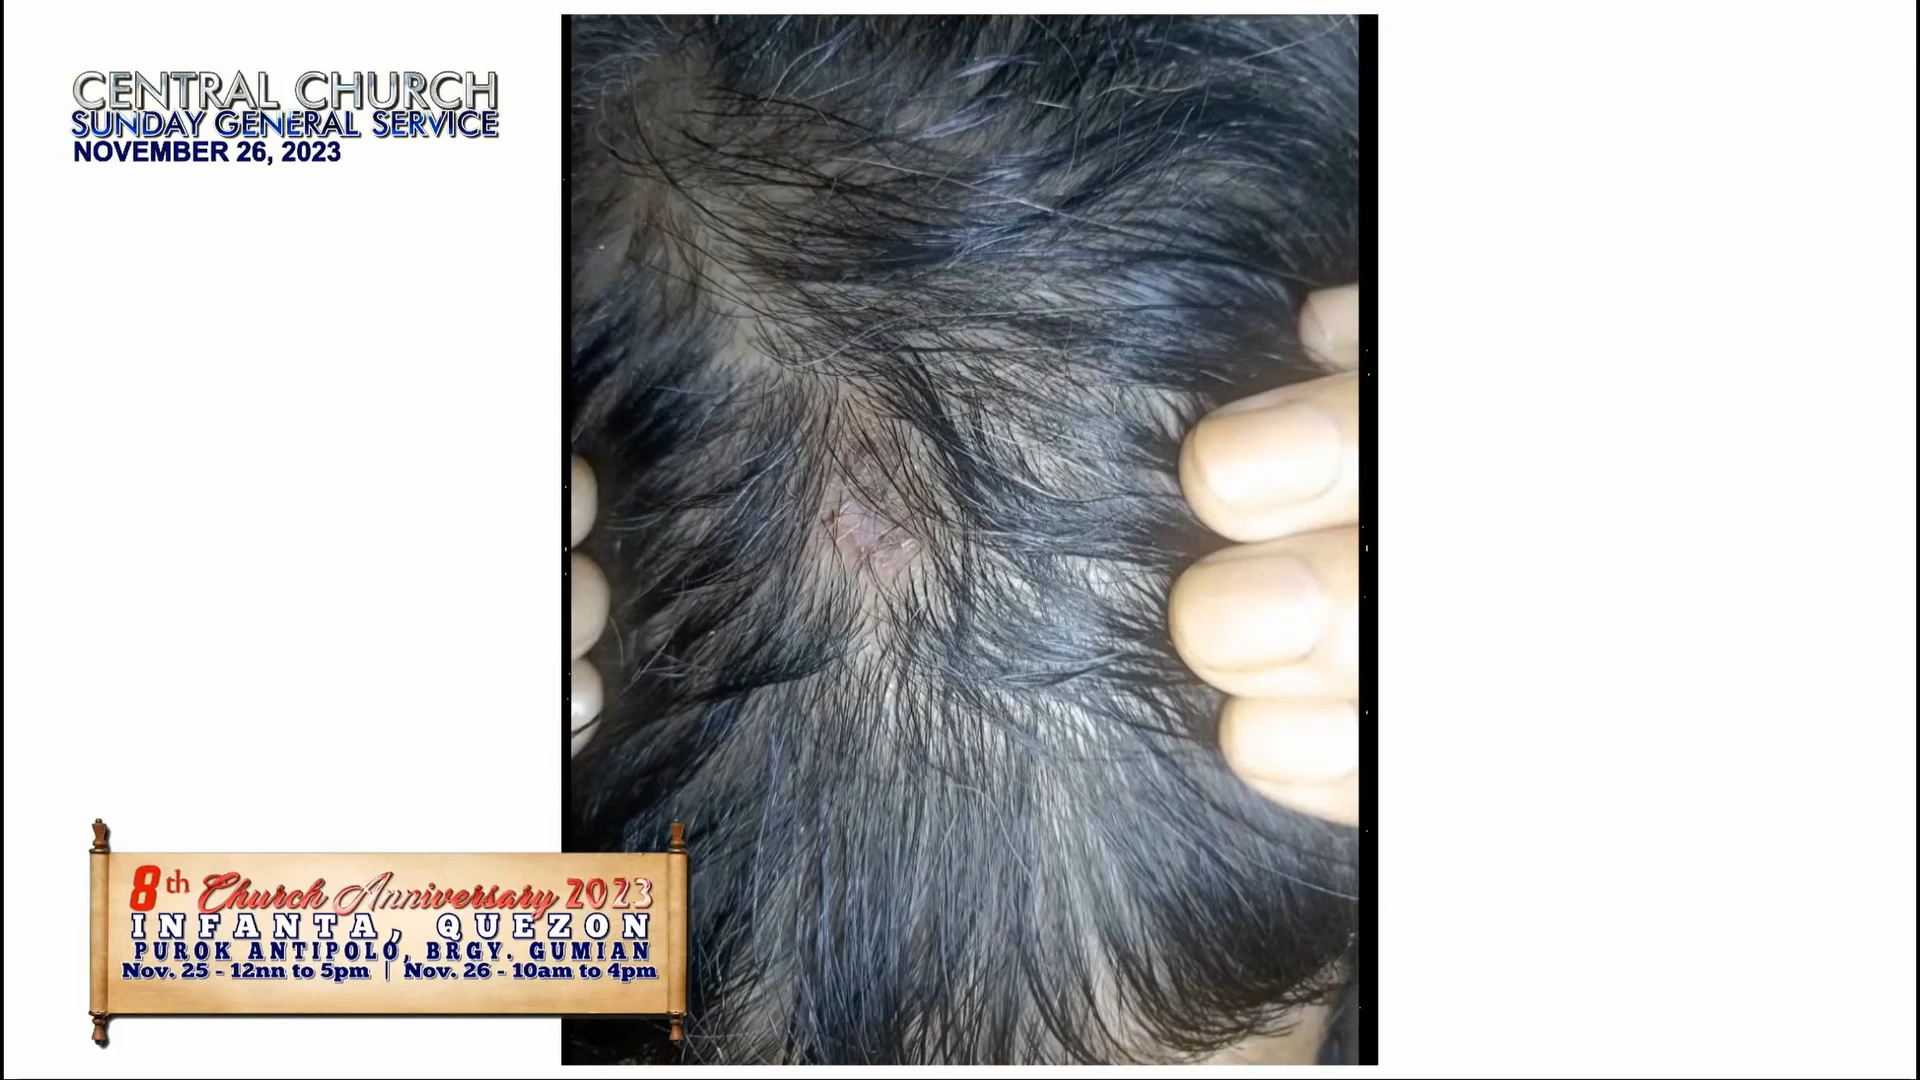 CENTRAL CHURCH
SUNDAY GENERAL SERVICE
NOVEMBER 26, 2023
8th Church Anniversary 2023
INFANTA, QUEZON
PUROK ANTIPOLO, BRGY. GUMIAN
Nov. 25 - 12nn to 5pm | Nov. 26 - 10am to 4pm